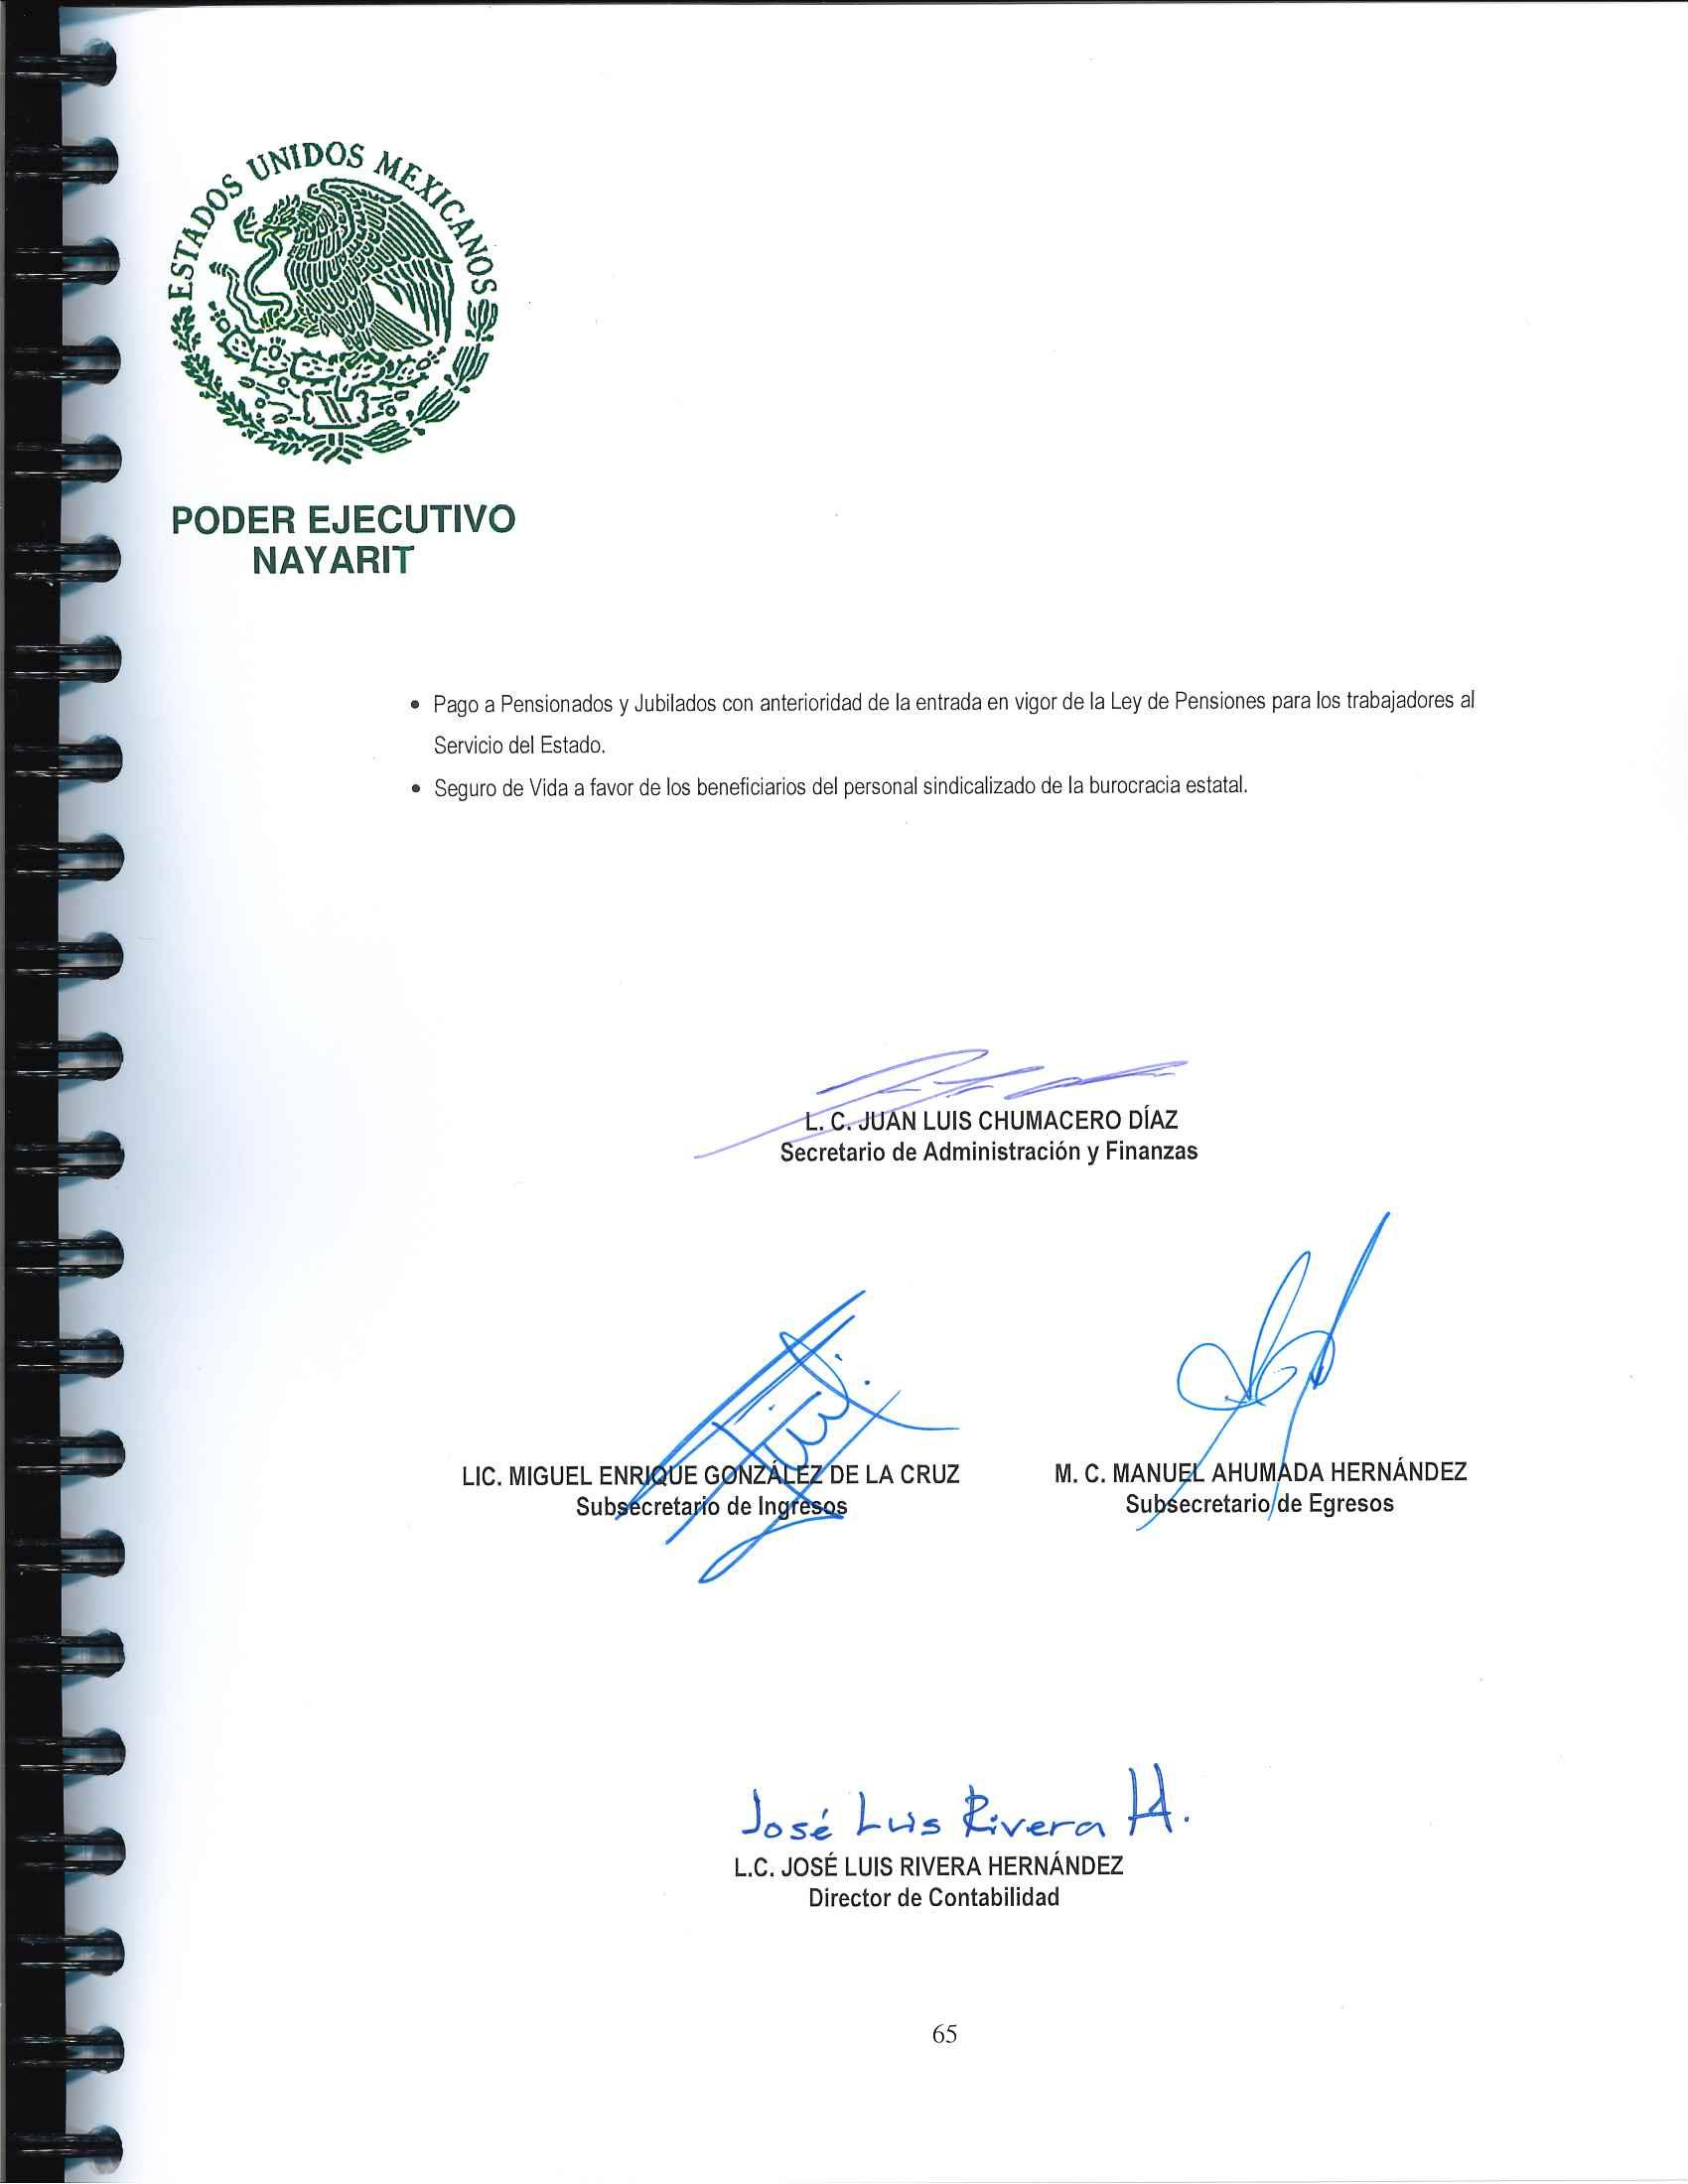 ESTADOS UNIDOS MEXICANOS
PODER EJECUTIVO
NAYARIT
• Pago a Pensionados y Jubilados con anterioridad de la entrada en vigor de la Ley de Pensiones para los trabajadores al
Servicio del Estado.
• Seguro de Vida a favor de los beneficiarios del personal sindicalizado de la burocracia estatal.
L. C. JUAN LUIS CHUMACERO DÍAZ
Secretario de Administración y Finanzas
LIC. MIGUEL ENRIQUE GONZÁLEZ DE LA CRUZ
Subsecretario de Ingresos
M. C. MANUEL AHUMADA HERNÁNDEZ
Subsecretario de Egresos
José Luis Rivera H.
L.C. JOSÉ LUIS RIVERA HERNÁNDEZ
Director de Contabilidad
65